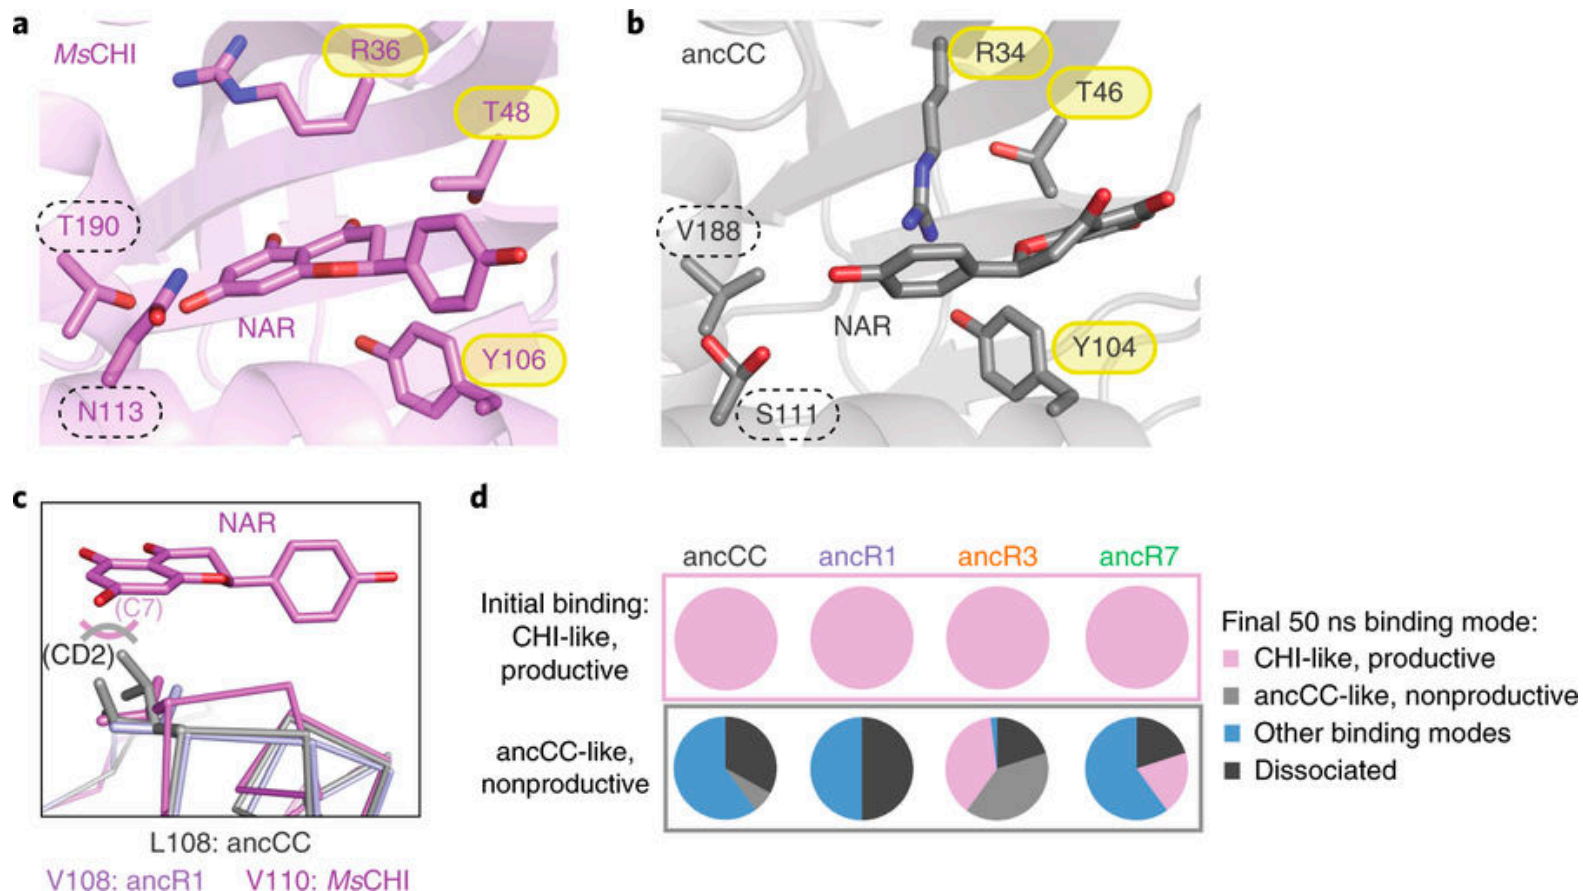 a
MsCHI
R36
T48
T190
NAR
Y106
N113
b
ancCC
R34
T46
V188
NAR
Y104
S111
c
NAR
(C7)
(CD2)
L108: ancCC
V108: ancR1 V110: MsCHI
d
ancCC ancR1 ancR3 ancR7
Initial binding:
CHI-like,
productive
ancCC-like,
nonproductive
Final 50 ns binding mode:
CHI-like, productive
ancCC-like, nonproductive
Other binding modes
Dissociated